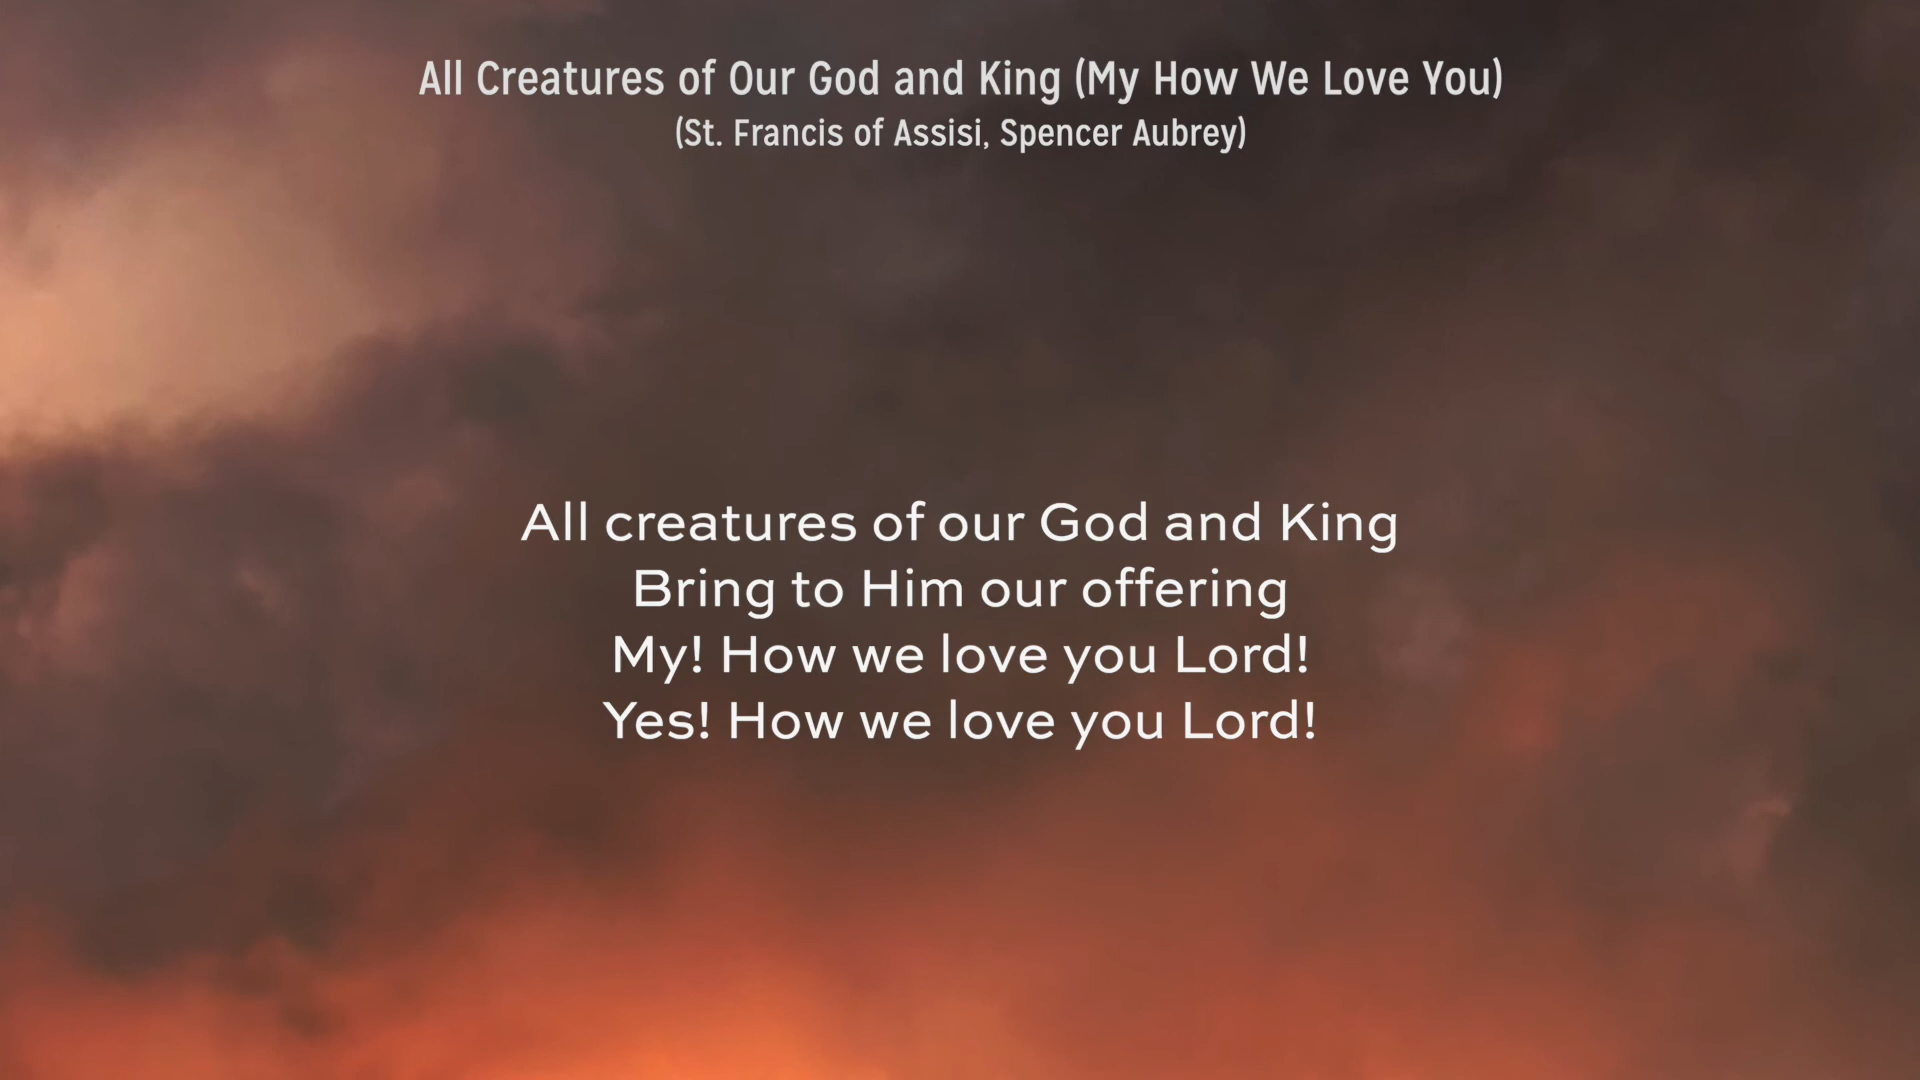 All Creatures of Our God and King (My How We Love You)
(St. Francis of Assisi, Spencer Aubrey)
All creatures of our God and King
Bring to Him our offering
My! How we love you Lord!
Yes! How we love you Lord!